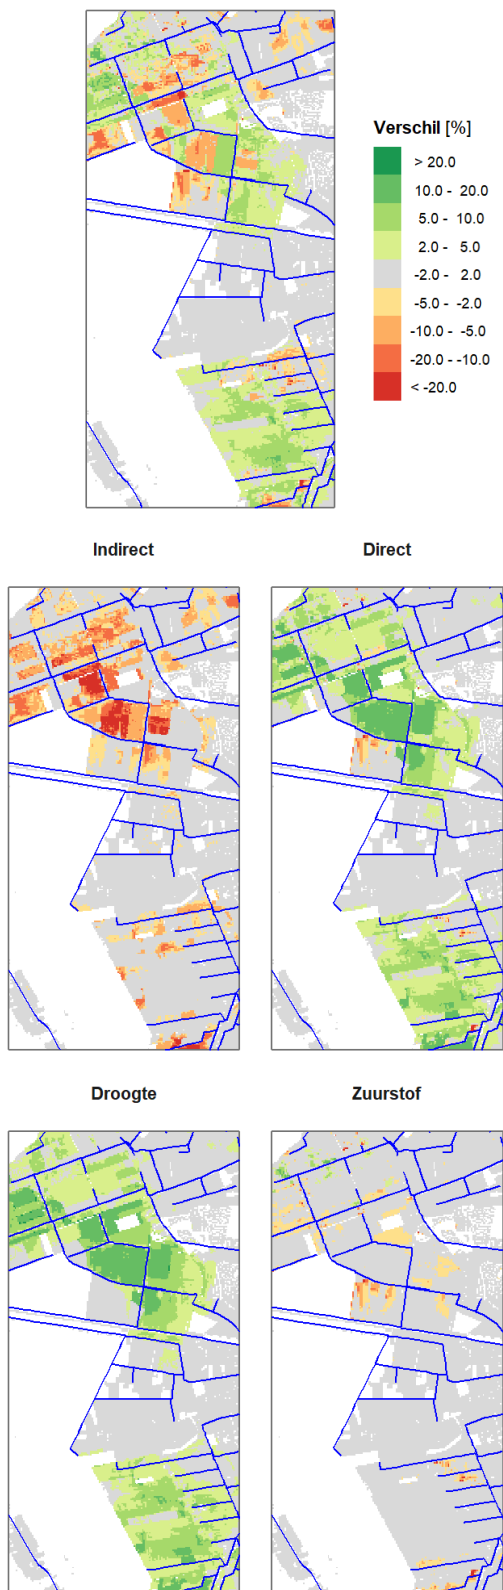 Verschil [%]
> 20.0
10.0 - 20.0
5.0 - 10.0
2.0 - 5.0
-2.0 - 2.0
-5.0 - -2.0
-10.0 - -5.0
-20.0 - -10.0
< -20.0
Indirect
Direct
Droogte
Zuurstof